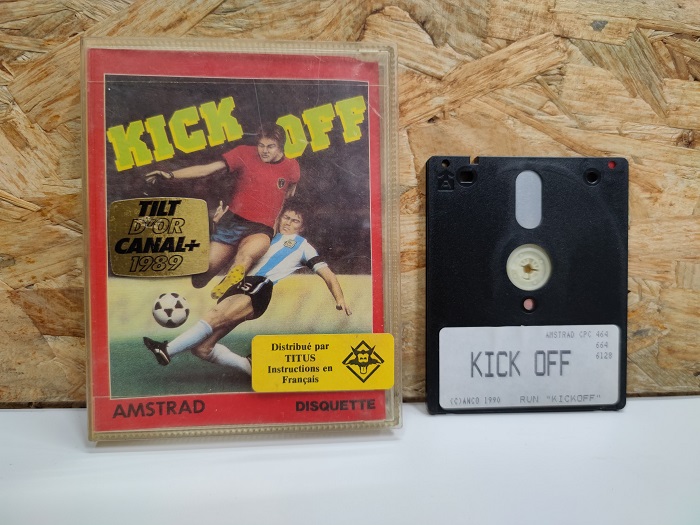 KICK OFF
TILT
D'OR
CANAL+
1989
Distribué par
TITUS
Instructions en
Français
AMSTRAD
DISQUETTE
AMSTRAD CPC 464
664
6128
KICK OFF
(C)ANCO 1990 RUN "KICKOFF"